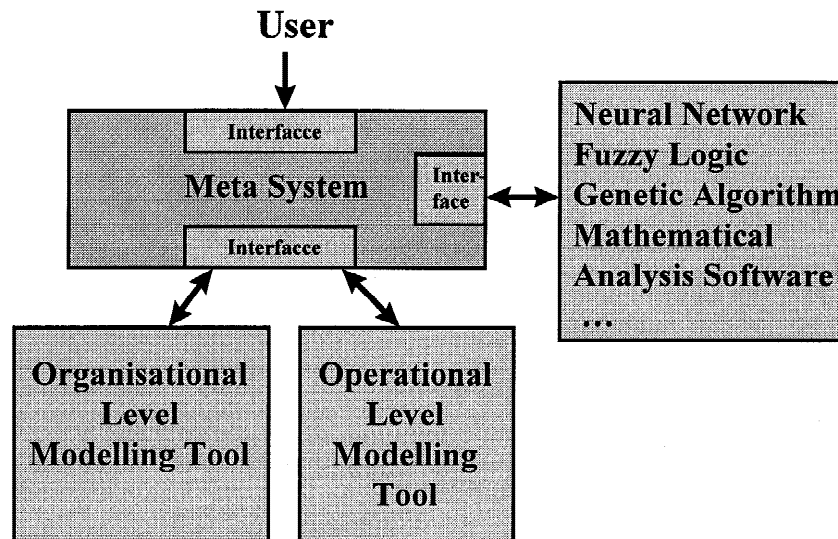 User
Interfacce
Meta System
Inter-
face
Interfacce
Neural Network
Fuzzy Logic
Genetic Algorithm
Mathematical
Analysis Software
...
Organisational
Level
Modelling Tool
Operational
Level
Modelling
Tool